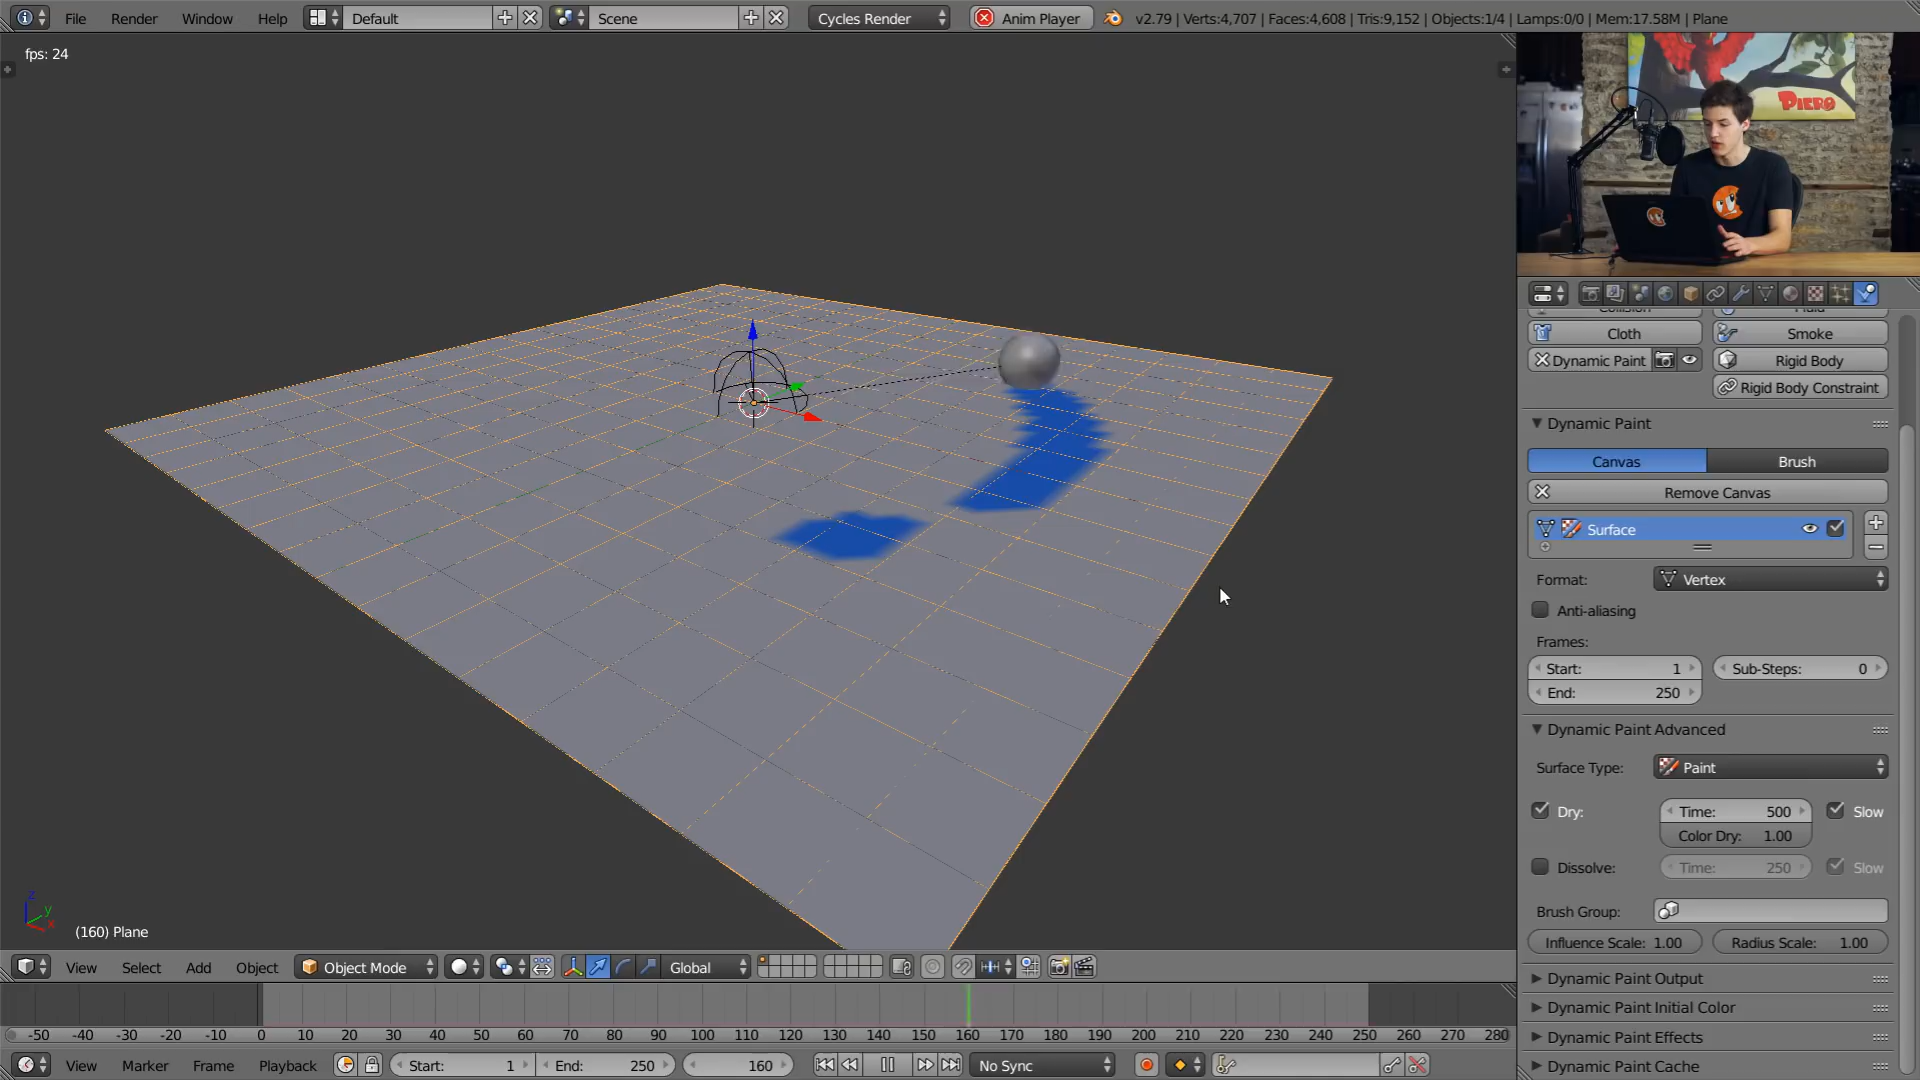 File Render Window Help Default Scene Cycles Render Anim Player v2.79 | Verts:4,707 | Faces:4,608 | Tris:9,152 | Objects:1/4 | Lamps:0/0 | Mem:17.58M | Plane
fps: 24
PIERO
Cloth Smoke
Dynamic Paint Rigid Body
Rigid Body Constraint
Dynamic Paint
Canvas Brush
Remove Canvas
Surface
Format: Vertex
Anti-aliasing
Frames:
Start: 1 Sub-Steps: 0
End: 250
Dynamic Paint Advanced
Surface Type: Paint
Dry: Time: 500 Slow
Color Dry: 1.00
Dissolve: Time: 250 Slow
Brush Group:
Influence Scale: 1.00 Radius Scale: 1.00
Dynamic Paint Output
Dynamic Paint Initial Color
Dynamic Paint Effects
Dynamic Paint Cache
z
y
x
(160) Plane
View Select Add Object Object Mode Global
-50 -40 -30 -20 -10 0 10 20 30 40 50 60 70 80 90 100 110 120 130 140 150 160 170 180 190 200 210 220 230 240 250 260 270 280
View Marker Frame Playback Start: 1 End: 250 160 No Sync